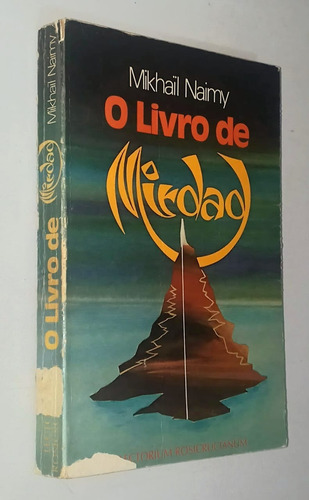 Mikhaïl Naimy
O Livro de
Mirdad
Mikhaïl Naimy
O Livro de Mirdad